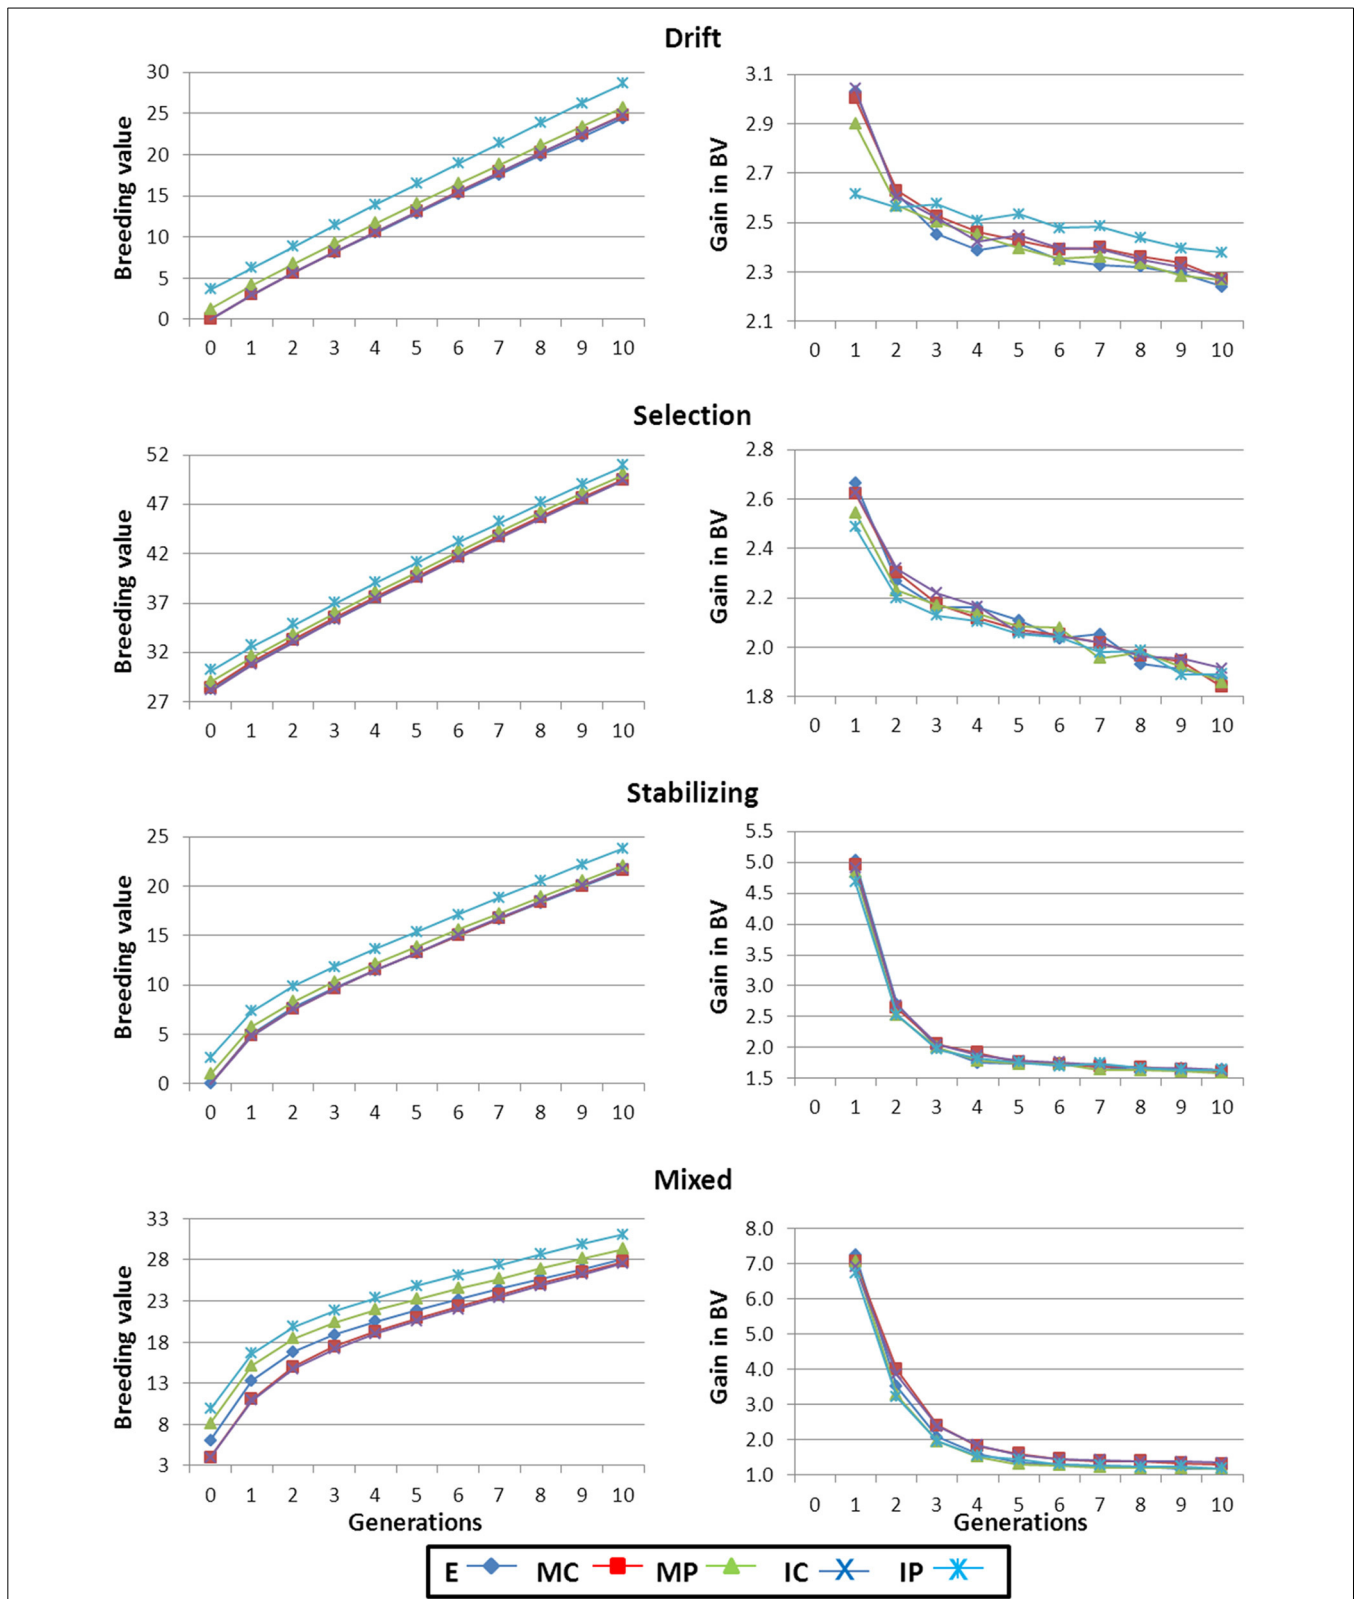 Drift
Breeding value
30
25
20
15
10
5
0
0 1 2 3 4 5 6 7 8 9 10
Gain in BV
3.1
2.9
2.7
2.5
2.3
2.1
0 1 2 3 4 5 6 7 8 9 10
Selection
Breeding value
52
47
42
37
32
27
0 1 2 3 4 5 6 7 8 9 10
Gain in BV
2.8
2.6
2.4
2.2
2.0
1.8
0 1 2 3 4 5 6 7 8 9 10
Stabilizing
Breeding value
25
20
15
10
5
0
0 1 2 3 4 5 6 7 8 9 10
Gain in BV
5.5
5.0
4.5
4.0
3.5
3.0
2.5
2.0
1.5
0 1 2 3 4 5 6 7 8 9 10
Mixed
Breeding value
33
28
23
18
13
8
3
0 1 2 3 4 5 6 7 8 9 10
Generations
Gain in BV
8.0
7.0
6.0
5.0
4.0
3.0
2.0
1.0
0 1 2 3 4 5 6 7 8 9 10
Generations
E MC MP IC IP